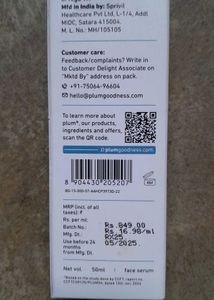 Mfd in India by: Sprivil
Healthcare Pvt Ltd, L-1/4, Addl
MIDC, Satara 415004.
M. L. No.: MH/105105
Customer care:
Feedback/complaints? Write in
to Customer Delight Associate on
"Mktd By" address on pack.
+91-75064-96604
hello@plumgoodness.com
To learn more about
plum®, our products,
ingredients and offers,
scan the QR code.
plumgoodness.com
8 904430 205207
MRP (incl. of all
taxes): ₹
Rs. per ml:
Batch No.:
Mfg. Dt.:
Use before 24
months
from Mfg. Dt.
Rs.849.00
Rs 16.98/ml
RX25
05/2025
Net vol. 50ml face serum